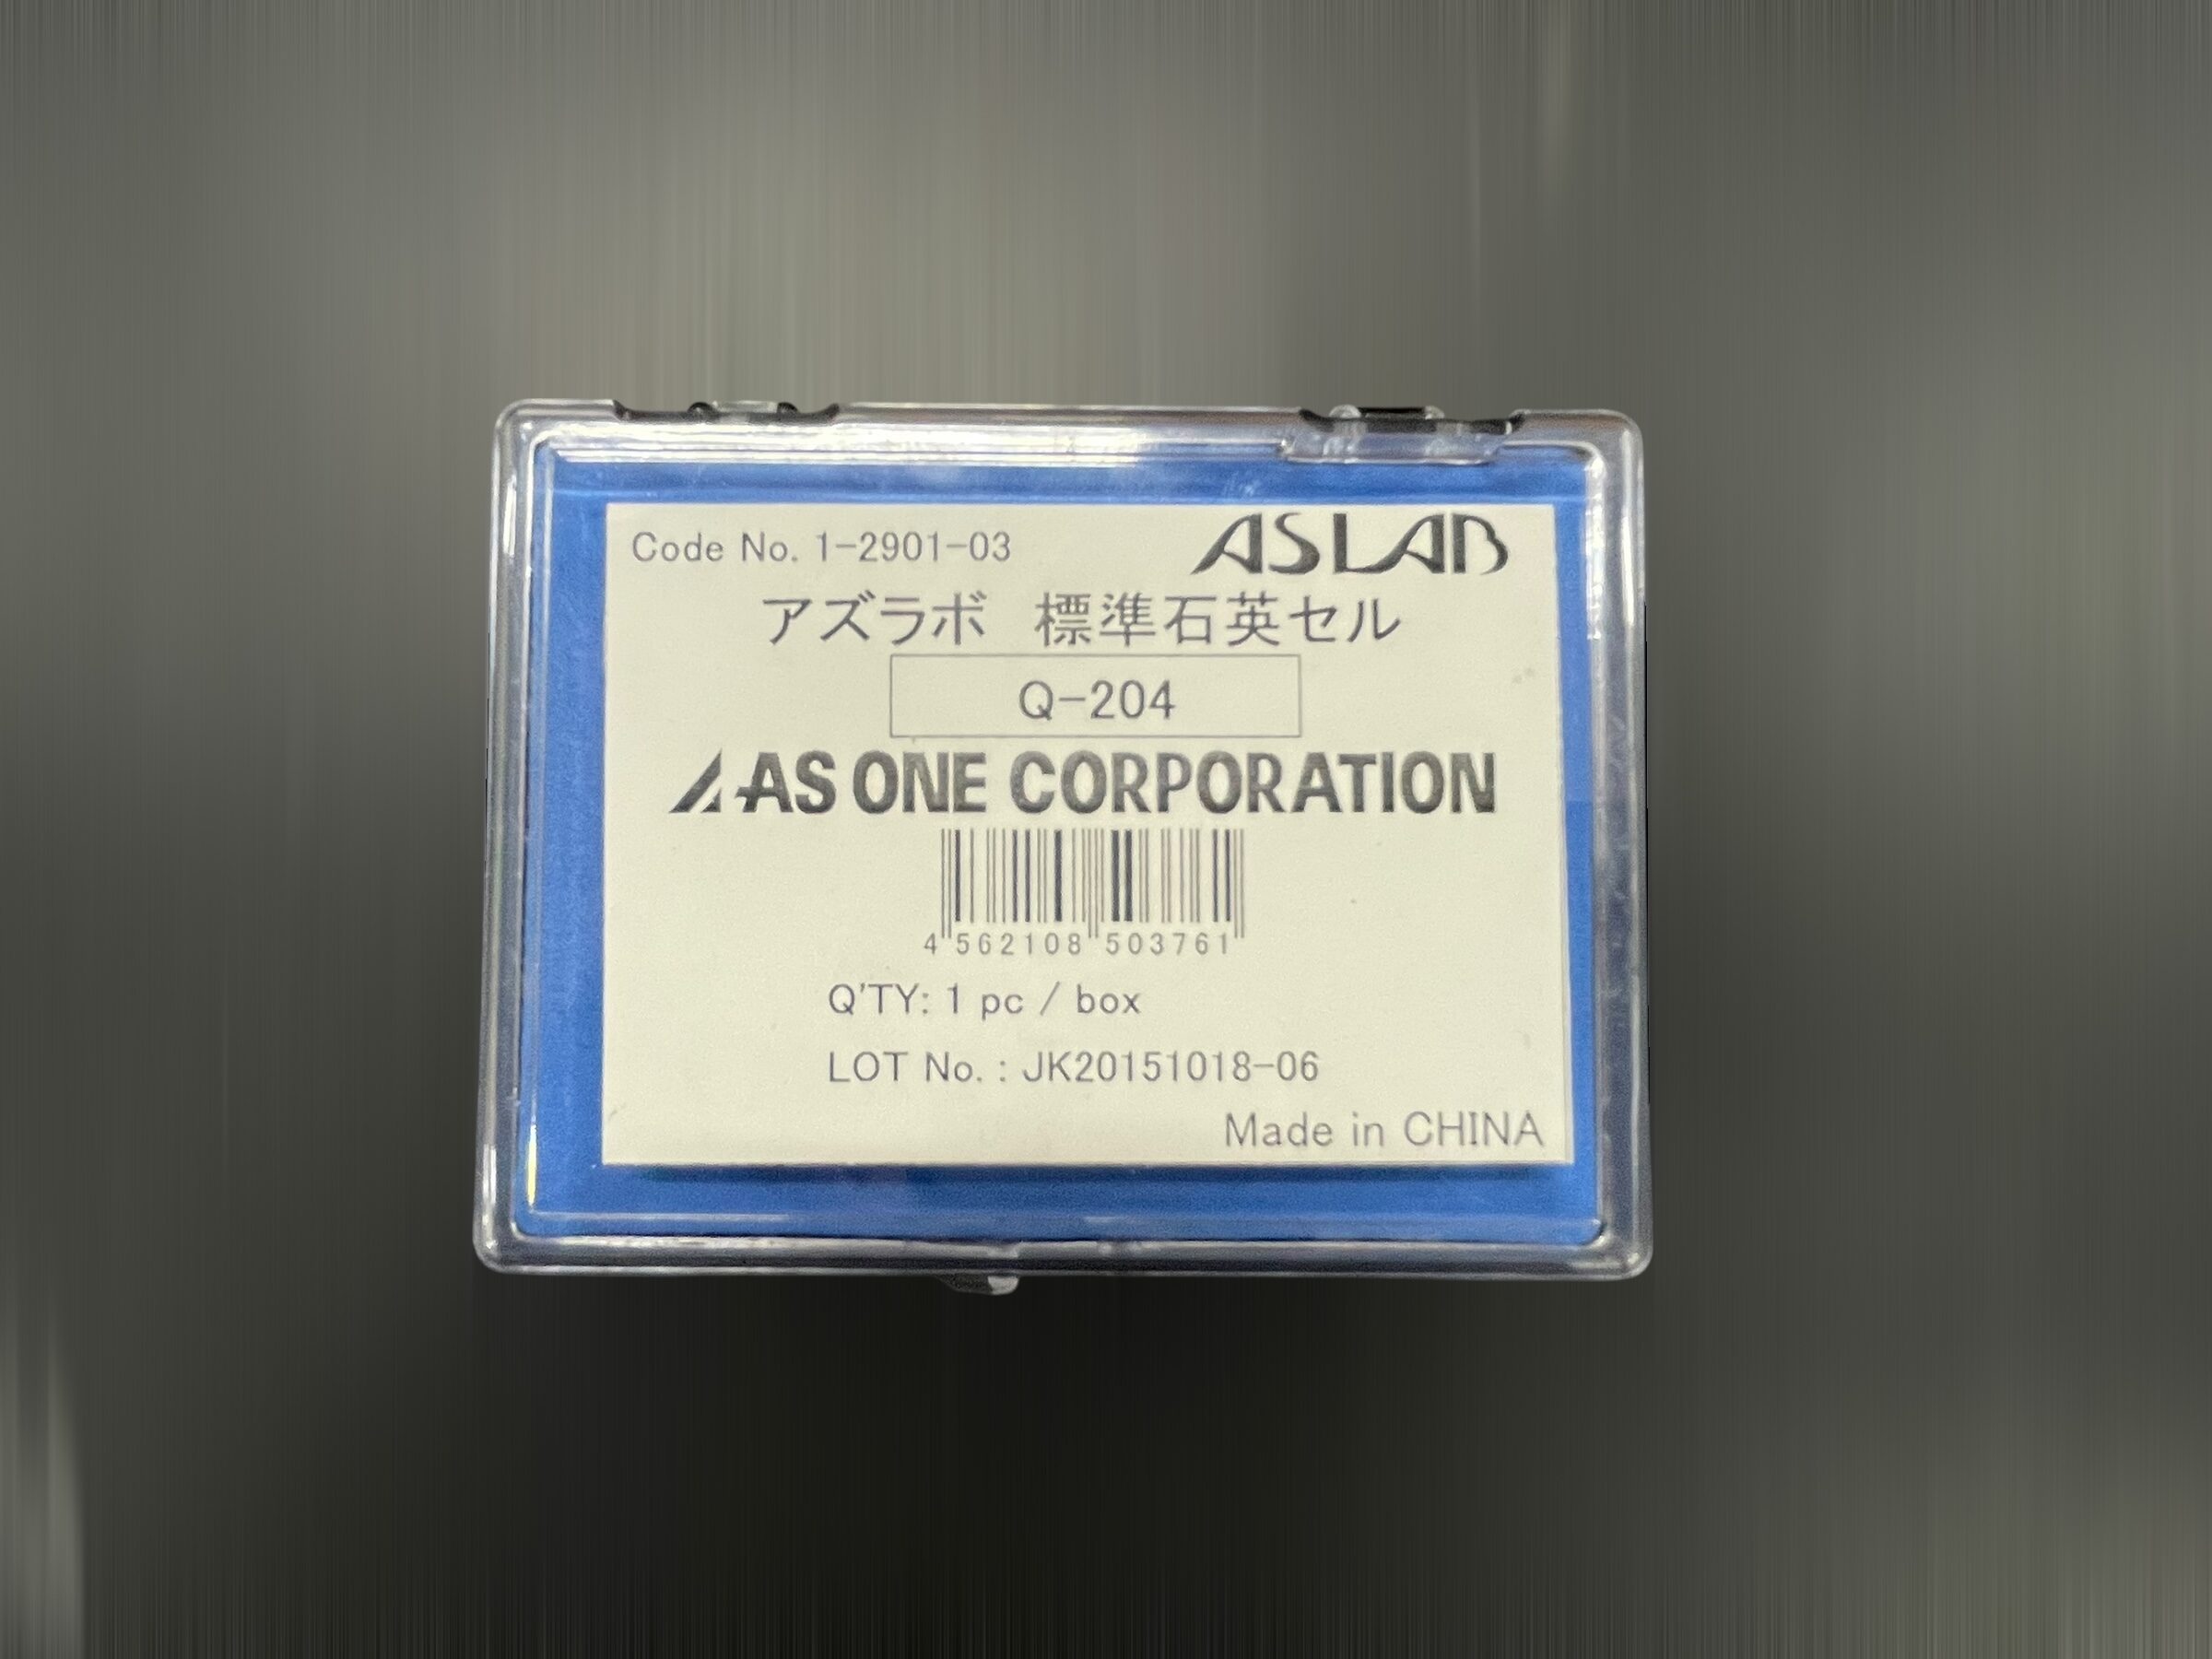 Code No. 1-2901-03
ASLAB
アズラボ 標準石英セル
Q-204
AS ONE CORPORATION
4 562108 503761
Q'TY: 1 pc / box
LOT No. : JK20151018-06
Made in CHINA